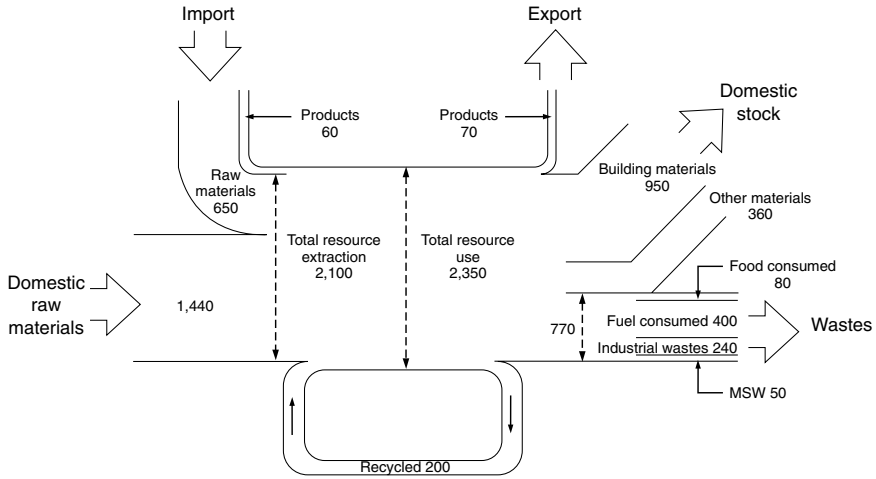 Import
Export
Products
60
Products
70
Domestic
stock
Raw
materials
650
Building materials
950
Other materials
360
Total resource
extraction
2,100
Total resource
use
2,350
Food consumed
80
Domestic
raw
materials
1,440
770
Fuel consumed 400
Wastes
Industrial wastes 240
MSW 50
Recycled 200